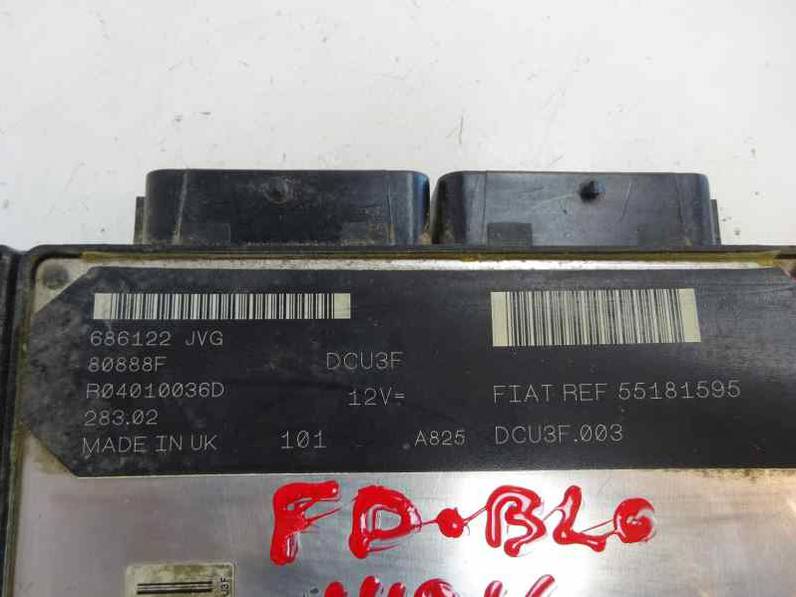 686122 JVG
80888F
DCU3F
R04010036D
12V=
FIAT REF 55181595
283.02
MADE IN UK
101
A825
DCU3F.003
FD.BLO